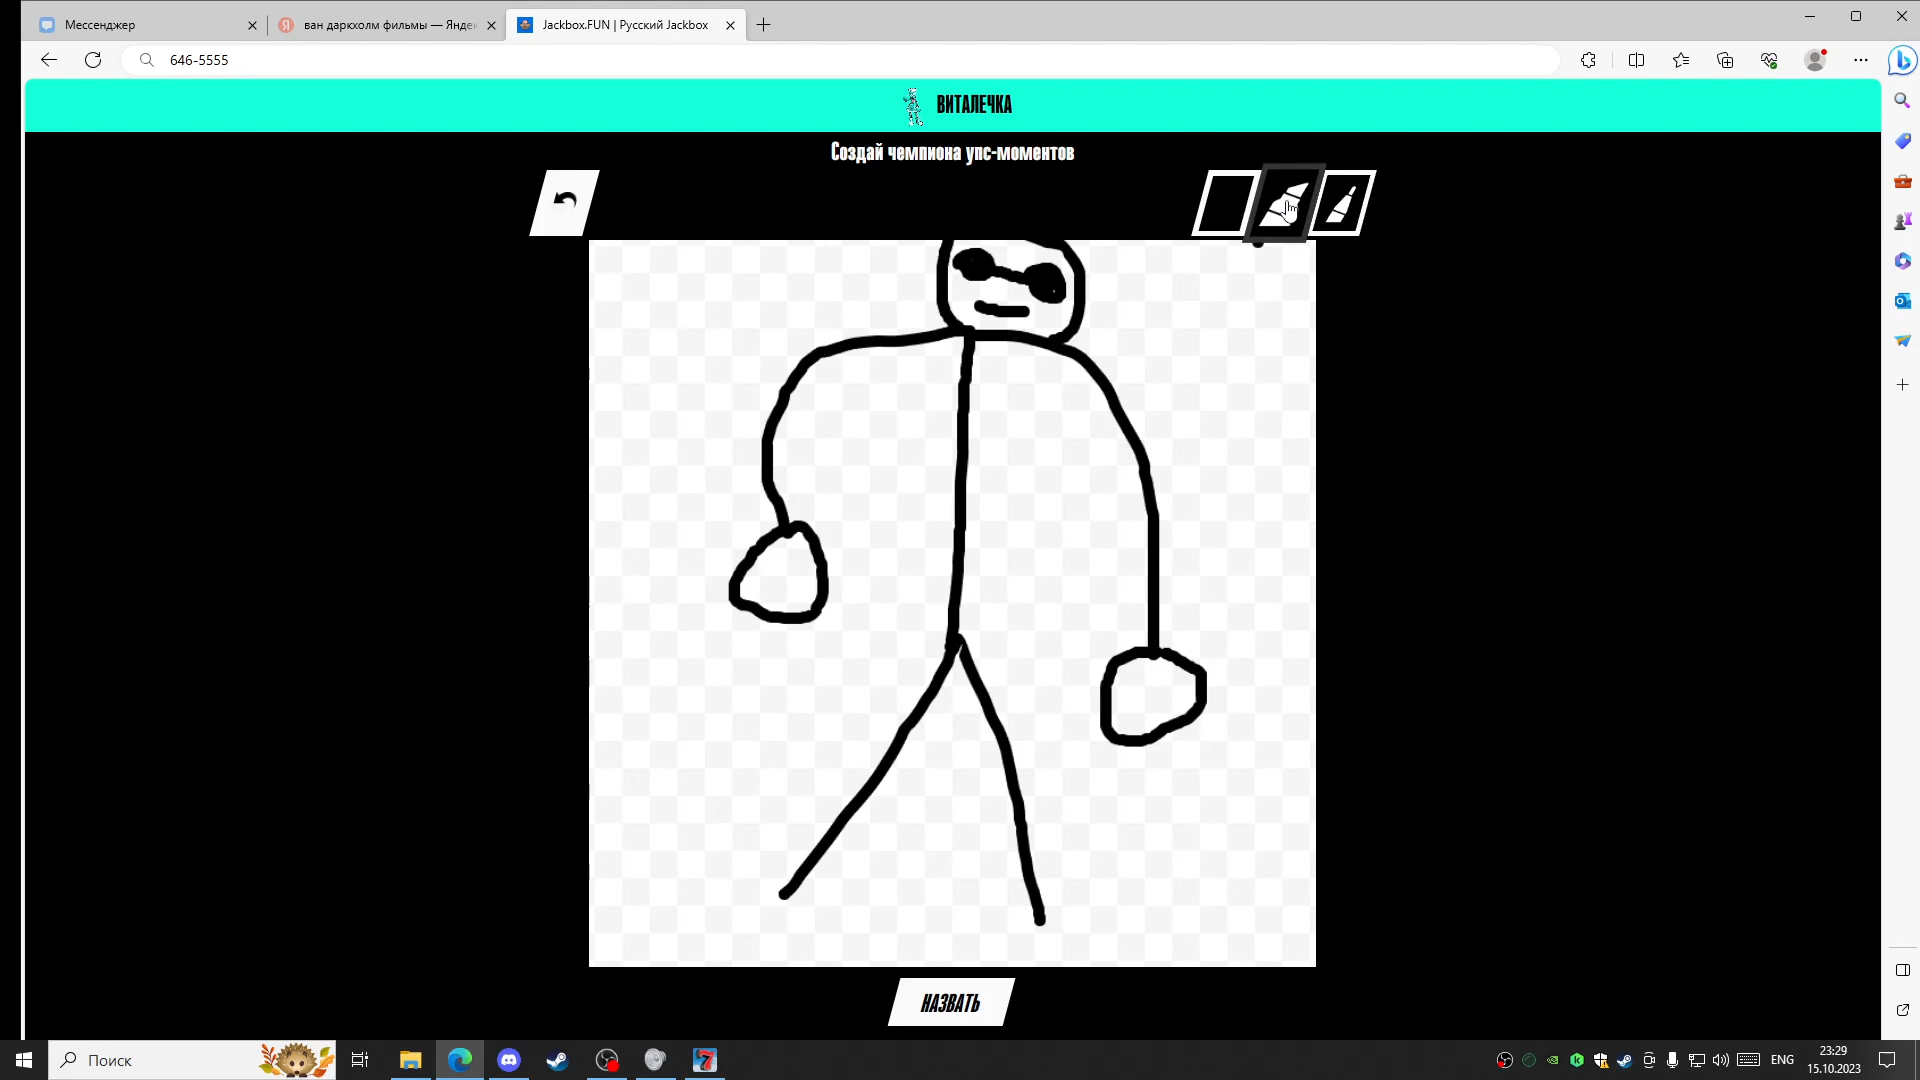 Мессенджер
ван даркхолм фильмы — Яндек
Jackbox.FUN | Русский Jackbox
646-5555
ВИТАЛЕЧКА
Создай чемпиона упс-моментов
НАЗВАТЬ
Поиск
ENG
23:29
15.10.2023